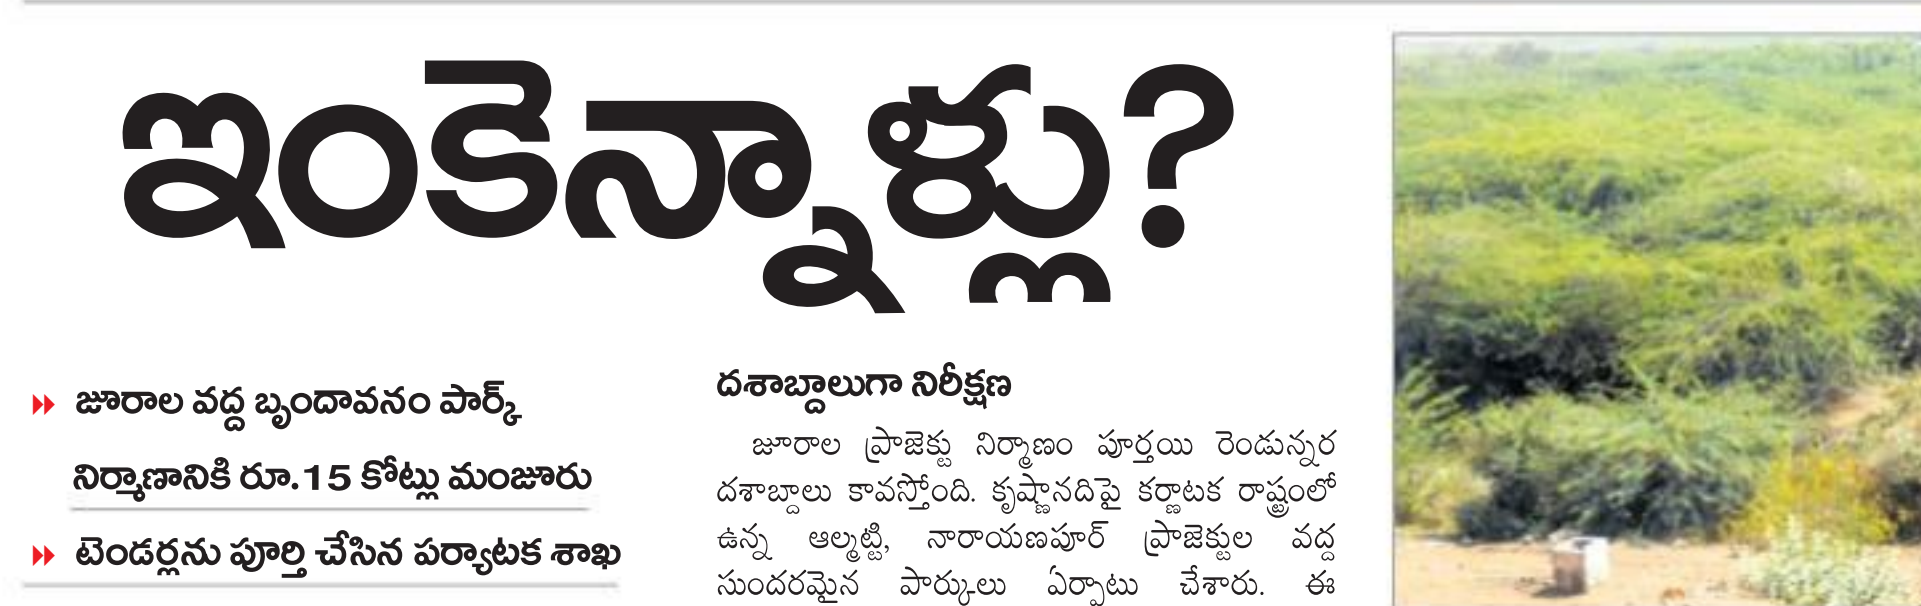 ఇంకెన్నాళ్లు?
జూరాల వద్ద బృందావనం పార్క్
నిర్మాణానికి రూ.15 కోట్లు మంజూరు
టెండర్లను పూర్తి చేసిన పర్యాటక శాఖ
దశాబ్దాలుగా నిరీక్షణ
జూరాల ప్రాజెక్టు నిర్మాణం పూర్తయి రెండున్నర
దశాబ్దాలు కావస్తోంది. కృష్ణానదిపై కర్ణాటక రాష్ట్రంలో
ఉన్న ఆల్మట్టి, నారాయణపూర్ ప్రాజెక్టుల వద్ద
సుందరమైన పార్కులు ఏర్పాటు చేశారు. ఈ